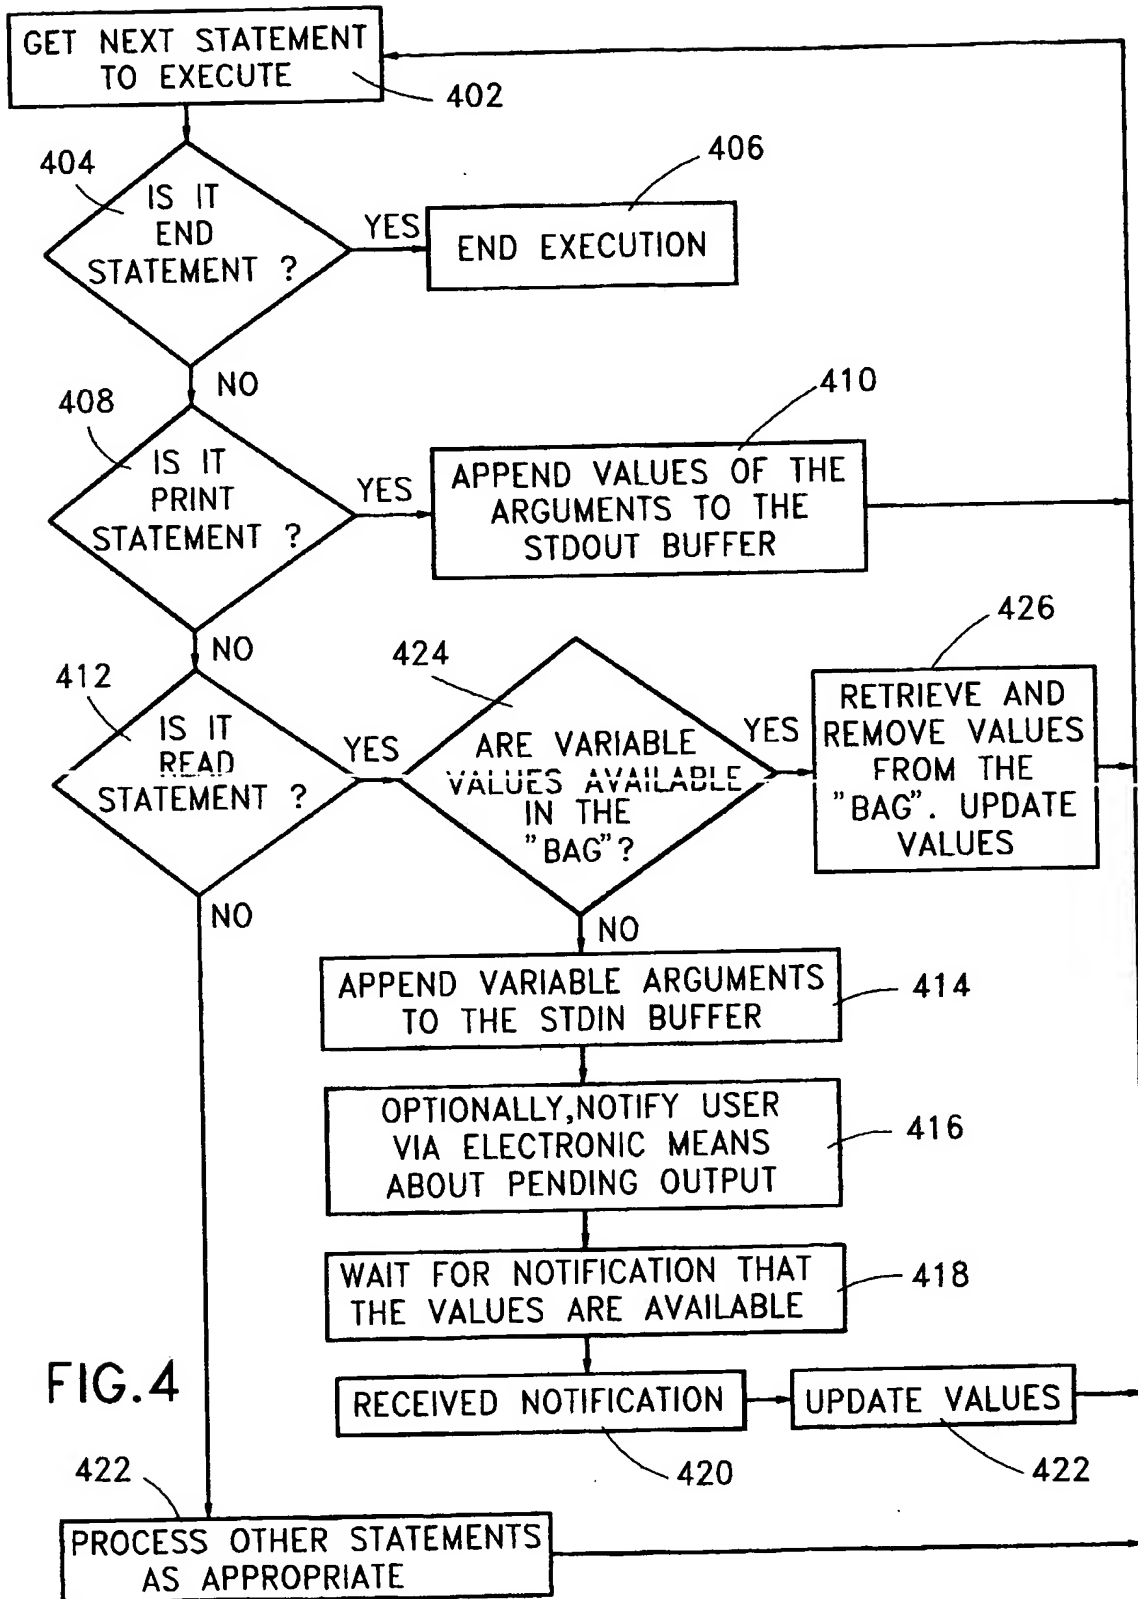 GET NEXT STATEMENT
TO EXECUTE
402
404
IS IT
END
STATEMENT ?
YES
406
END EXECUTION
NO
408
IS IT
PRINT
STATEMENT ?
YES
410
APPEND VALUES OF THE
ARGUMENTS TO THE
STDOUT BUFFER
NO
412
IS IT
READ
STATEMENT ?
YES
424
ARE VARIABLE
VALUES AVAILABLE
IN THE
"BAG"?
YES
426
RETRIEVE AND
REMOVE VALUES
FROM THE
"BAG". UPDATE
VALUES
NO
NO
APPEND VARIABLE ARGUMENTS
TO THE STDIN BUFFER
414
OPTIONALLY,NOTIFY USER
VIA ELECTRONIC MEANS
ABOUT PENDING OUTPUT
416
WAIT FOR NOTIFICATION THAT
THE VALUES ARE AVAILABLE
418
FIG.4
RECEIVED NOTIFICATION
420
UPDATE VALUES
422
422
PROCESS OTHER STATEMENTS
AS APPROPRIATE